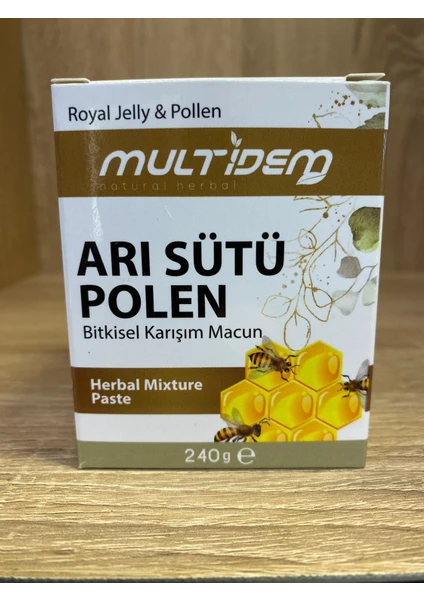 Royal Jelly & Pollen
MULTIDEM
natural herbal
ARI SÜTÜ
POLEN
Bitkisel Karışım Macun
Herbal Mixture
Paste
240g ℮